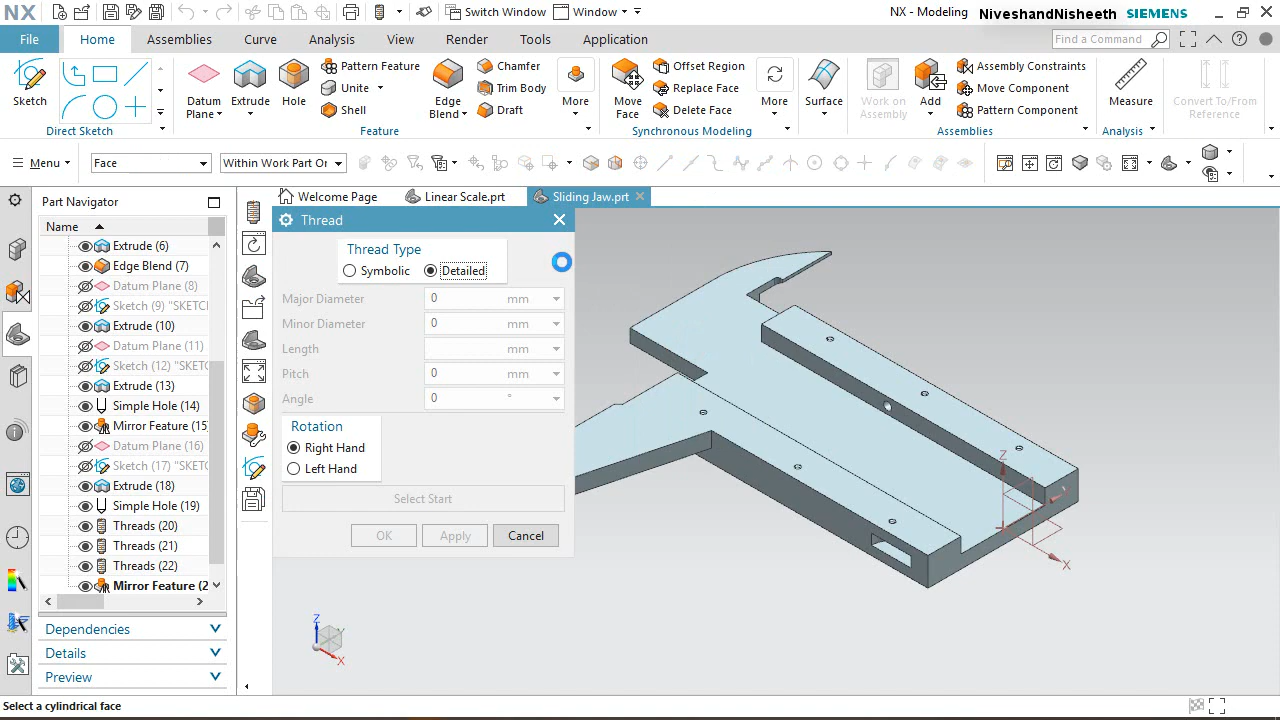 NX
Switch Window
Window
NX - Modeling
NiveshandNisheeth
SIEMENS
File
Home
Assemblies
Curve
Analysis
View
Render
Tools
Application
Find a Command
Sketch
Direct Sketch
Datum Plane
Extrude
Hole
Pattern Feature
Unite
Shell
Edge Blend
Chamfer
Trim Body
Draft
More
Feature
Move Face
Offset Region
Replace Face
Delete Face
More
Synchronous Modeling
Surface
Work on Assembly
Add
Assembly Constraints
Move Component
Pattern Component
Assemblies
Measure
Analysis
Convert To/From Reference
Menu
Face
Within Work Part On
Part Navigator
Welcome Page
Linear Scale.prt
Sliding Jaw.prt
Name
Extrude (6)
Edge Blend (7)
Datum Plane (8)
Sketch (9) "SKETC
Extrude (10)
Datum Plane (11)
Sketch (12) "SKETC
Extrude (13)
Simple Hole (14)
Mirror Feature (15)
Datum Plane (16)
Sketch (17) "SKETC
Extrude (18)
Simple Hole (19)
Threads (20)
Threads (21)
Threads (22)
Mirror Feature (2
Dependencies
Details
Preview
Thread
Thread Type
Symbolic
Detailed
Major Diameter 0 mm
Minor Diameter 0 mm
Length mm
Pitch 0 mm
Angle 0 °
Rotation
Right Hand
Left Hand
Select Start
OK
Apply
Cancel
Z
X
Z
Y
X
Select a cylindrical face